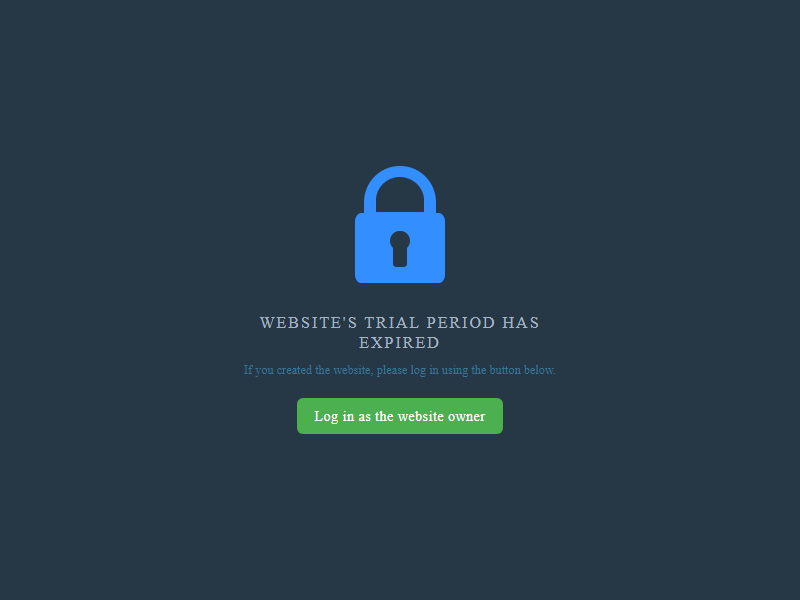 WEBSITE'S TRIAL PERIOD HAS
EXPIRED
If you created the website, please log in using the button below.
Log in as the website owner